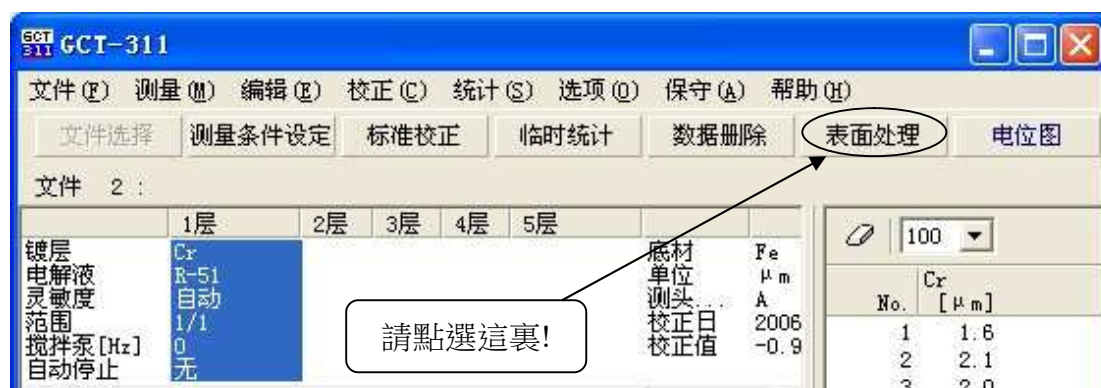 GCT-311
文件(F) 测量(M) 编辑(E) 校正(C) 统计(S) 选项(O) 保守(A) 帮助(H)
文件选择 测量条件设定 标准校正 临时统计 数据删除 表面处理 电位图
文件 2 :
1层 2层 3层 4层 5层
镀层 Cr 底材 Fe
电解液 R-51 单位 μm
灵敏度 自动 测头... A
范围 1/1 校正日 2006
搅拌泵[Hz] 0 校正值 -0.9
自动停止 无
請點選這裏!
100
Cr
No. [μm]
1 1.6
2 2.1
3 2.0